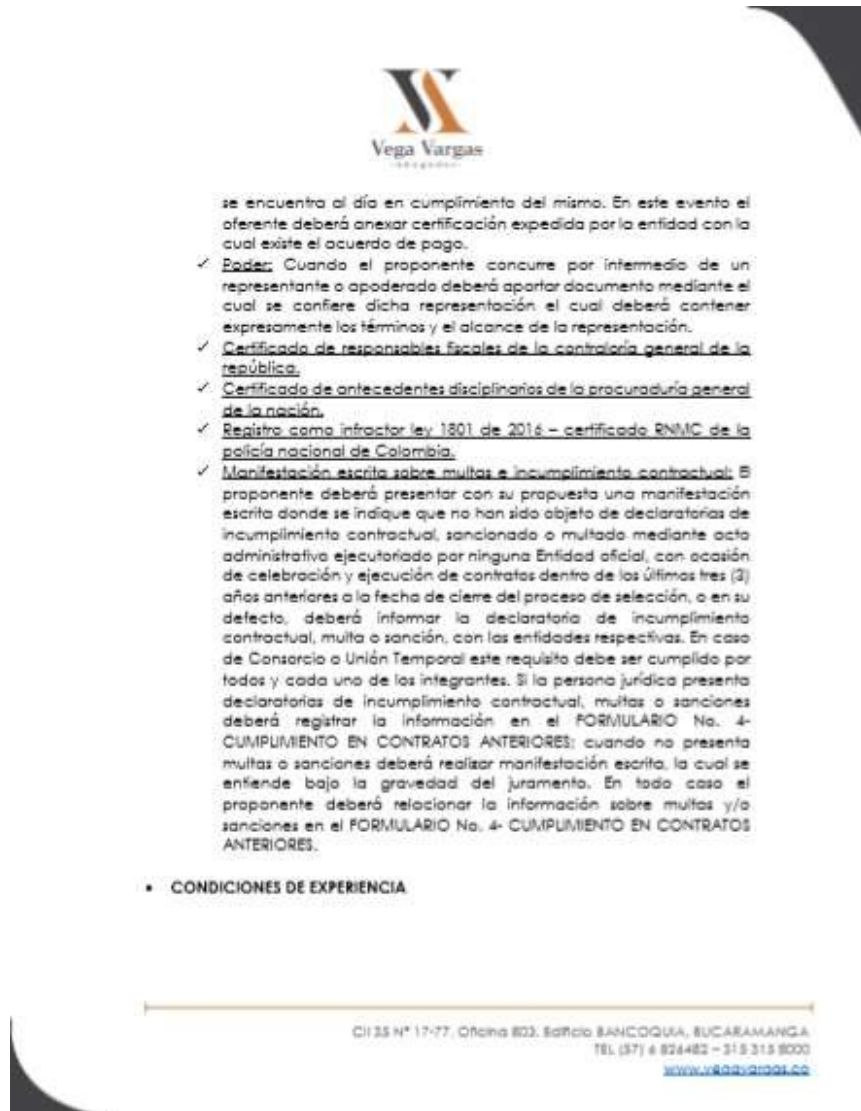 Vega Vargas
abogados
se encuentra al día en cumplimiento del mismo. En este evento el
oferente deberá anexar certificación expedida por la entidad con la
cual existe el acuerdo de pago.
✓ Poder: Cuando el proponente concurre por intermedio de un
representante o apoderado deberá aportar documento mediante el
cual se confiere dicha representación el cual deberá contener
expresamente los términos y el alcance de la representación.
✓ Certificado de responsables fiscales de la contraloría general de la
república.
✓ Certificado de antecedentes disciplinarios de la procuraduría general
de la nación.
✓ Registro como infractor ley 1801 de 2016 – certificado RNMC de la
policía nacional de Colombia.
✓ Manifestación escrita sobre multas e incumplimiento contractual: El
proponente deberá presentar con su propuesta una manifestación
escrita donde se indique que no han sido objeto de declaratorias de
incumplimiento contractual, sancionado o multado mediante acto
administrativo ejecutoriado por ninguna Entidad oficial, con ocasión
de celebración y ejecución de contratos dentro de los últimos tres (3)
años anteriores a la fecha de cierre del proceso de selección, o en su
defecto, deberá informar la declaratoria de incumplimiento
contractual, multa o sanción, con las entidades respectivas. En caso
de Consorcio o Unión Temporal este requisito debe ser cumplido por
todos y cada uno de los integrantes. Si la persona jurídica presenta
declaratorias de incumplimiento contractual, multas o sanciones
deberá registrar la información en el FORMULARIO No. 4-
CUMPLIMIENTO EN CONTRATOS ANTERIORES; cuando no presenta
multas o sanciones deberá realizar manifestación escrita, la cual se
entiende bajo la gravedad del juramento. En todo caso el
proponente deberá relacionar la información sobre multas y/o
sanciones en el FORMULARIO No. 4- CUMPLIMIENTO EN CONTRATOS
ANTERIORES.
• CONDICIONES DE EXPERIENCIA
Cll 35 N° 17-77, Oficina 803, Edificio BANCOQUIA, BUCARAMANGA
TEL (57) 6 826482 – 315 315 8000
www.vegavargas.co